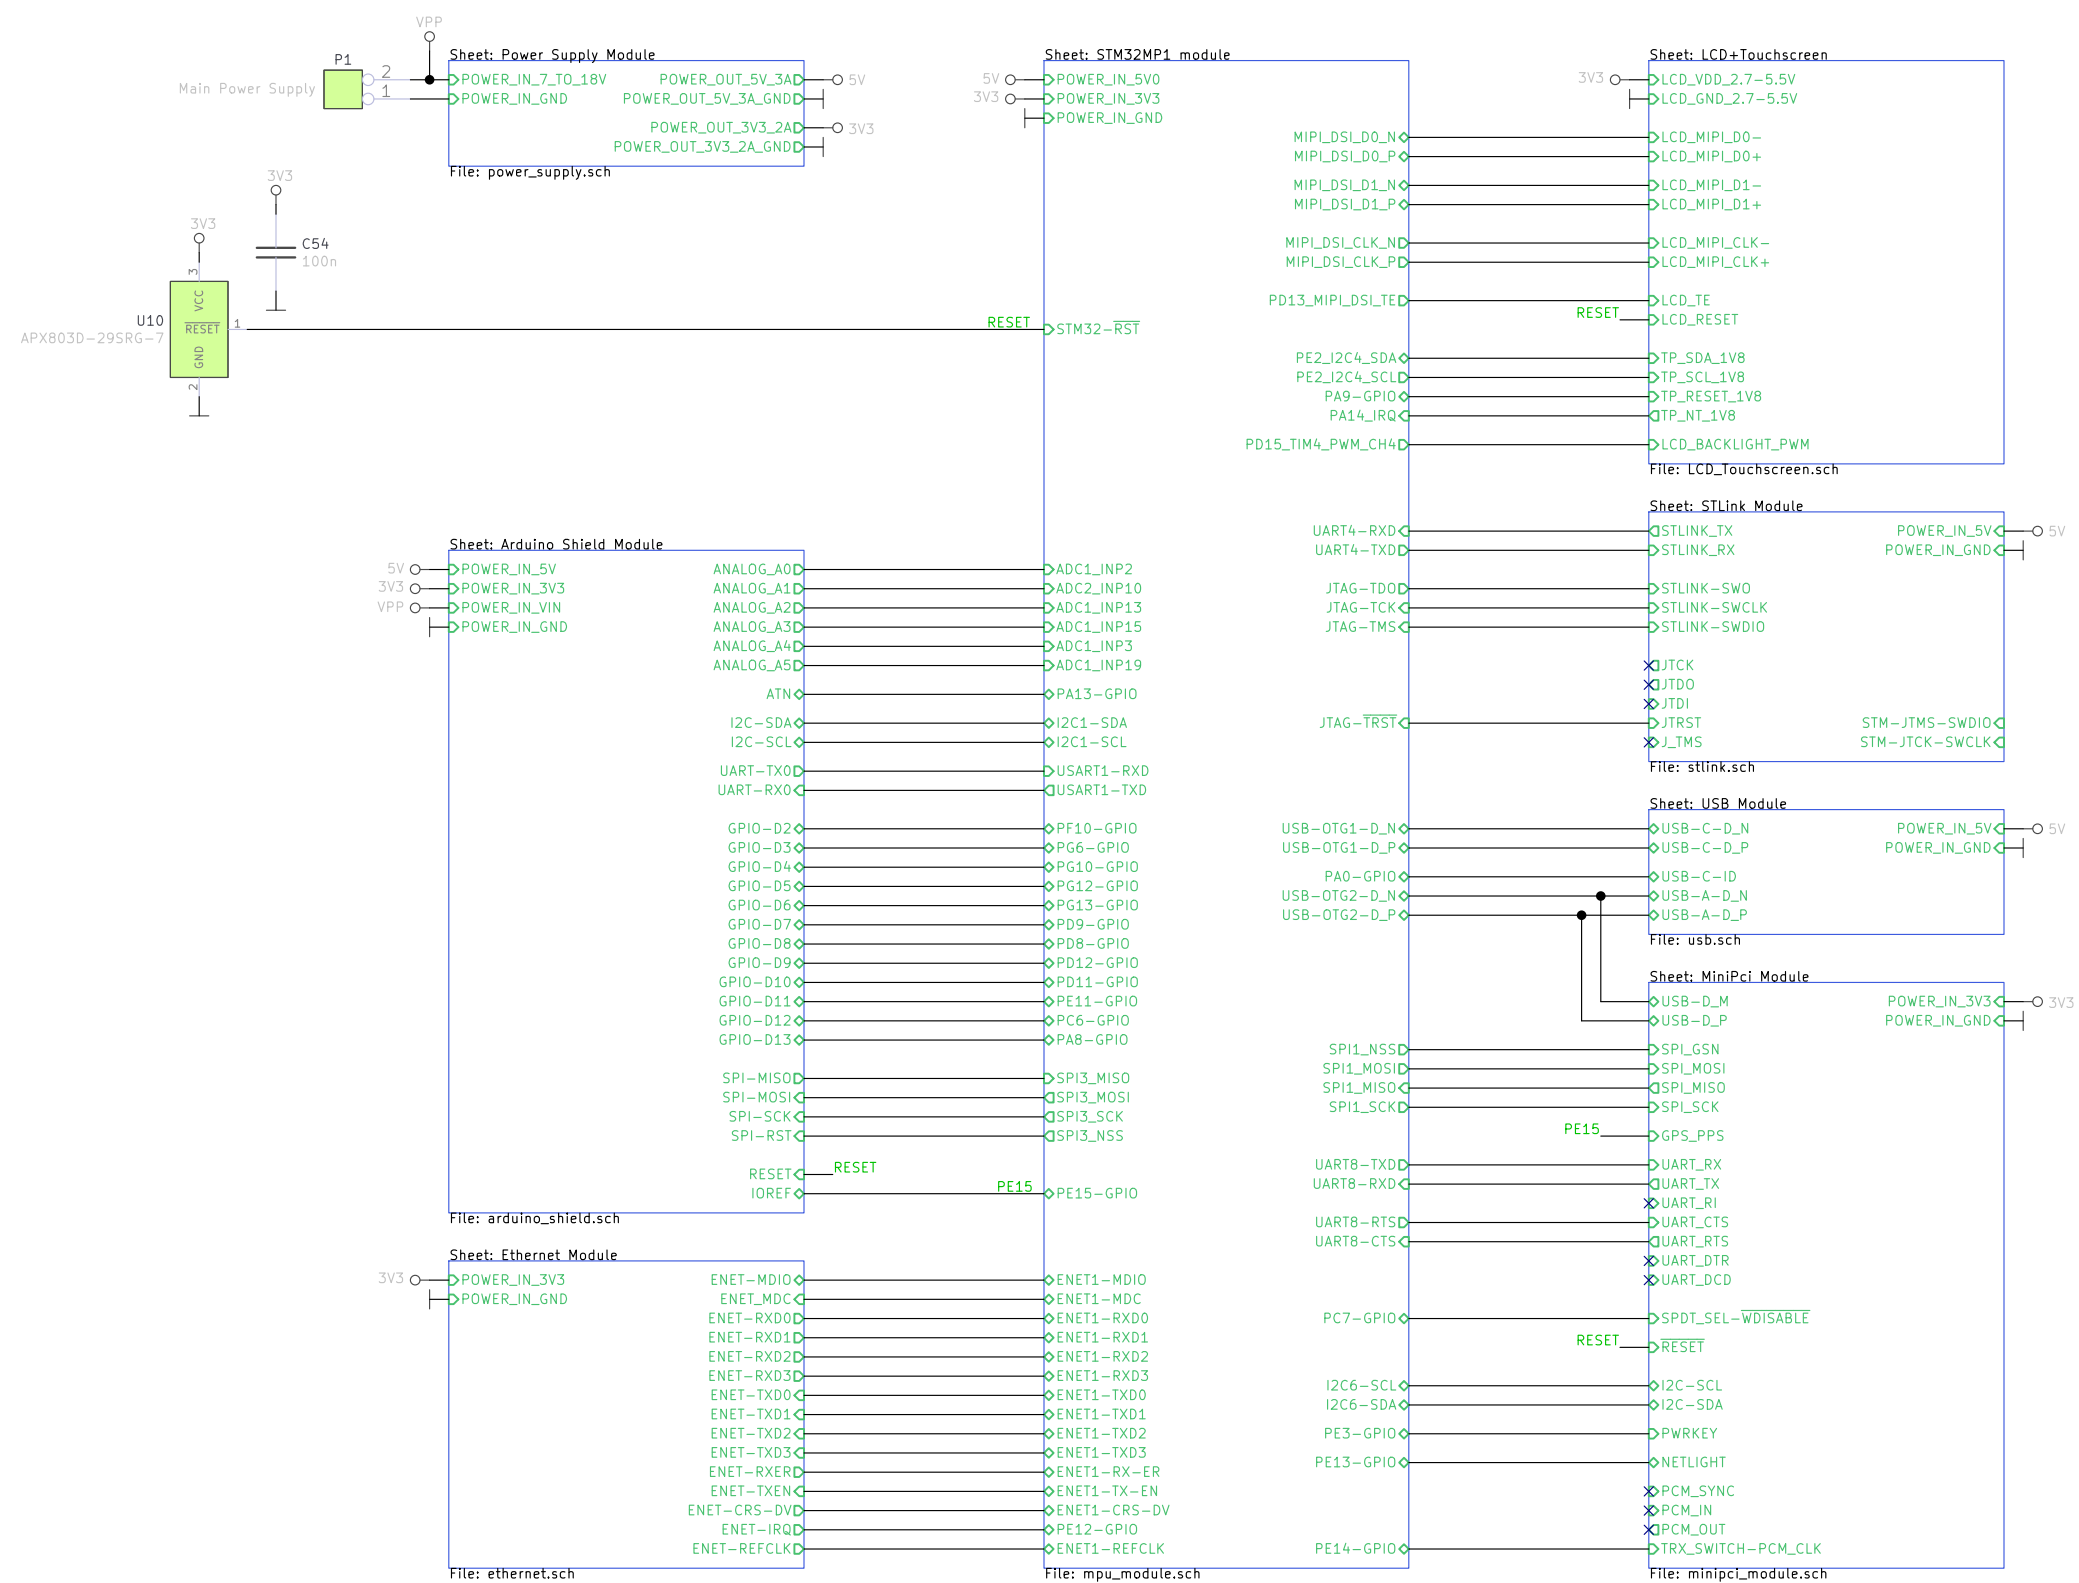 VPP
P1
Main Power Supply
2
1
Sheet: Power Supply Module
POWER_IN_7_TO_18V
POWER_IN_GND
POWER_OUT_5V_3A
5V
POWER_OUT_5V_3A_GND
POWER_OUT_3V3_2A
3V3
POWER_OUT_3V3_2A_GND
File: power_supply.sch
3V3
C54
100n
3V3
3
VCC
U10
APX803D-29SRG-7
RESET
1
GND
2
RESET
Sheet: Arduino Shield Module
5V
POWER_IN_5V
3V3
POWER_IN_3V3
VPP
POWER_IN_VIN
POWER_IN_GND
ANALOG_A0
ANALOG_A1
ANALOG_A2
ANALOG_A3
ANALOG_A4
ANALOG_A5
ATN
I2C-SDA
I2C-SCL
UART-TX0
UART-RX0
GPIO-D2
GPIO-D3
GPIO-D4
GPIO-D5
GPIO-D6
GPIO-D7
GPIO-D8
GPIO-D9
GPIO-D10
GPIO-D11
GPIO-D12
GPIO-D13
SPI-MISO
SPI-MOSI
SPI-SCK
SPI-RST
RESET
RESET
IOREF
PE15
File: arduino_shield.sch
Sheet: Ethernet Module
3V3
POWER_IN_3V3
POWER_IN_GND
ENET-MDIO
ENET_MDC
ENET-RXD0
ENET-RXD1
ENET-RXD2
ENET-RXD3
ENET-TXD0
ENET-TXD1
ENET-TXD2
ENET-TXD3
ENET-RXER
ENET-TXEN
ENET-CRS-DV
ENET-IRQ
ENET-REFCLK
File: ethernet.sch
Sheet: STM32MP1 module
5V
POWER_IN_5V0
3V3
POWER_IN_3V3
POWER_IN_GND
STM32-RST
ADC1_INP2
ADC2_INP10
ADC1_INP13
ADC1_INP15
ADC1_INP3
ADC1_INP19
PA13-GPIO
I2C1-SDA
I2C1-SCL
USART1-RXD
USART1-TXD
PF10-GPIO
PG6-GPIO
PG10-GPIO
PG12-GPIO
PG13-GPIO
PD9-GPIO
PD8-GPIO
PD12-GPIO
PD11-GPIO
PE11-GPIO
PC6-GPIO
PA8-GPIO
SPI3_MISO
SPI3_MOSI
SPI3_SCK
SPI3_NSS
PE15-GPIO
ENET1-MDIO
ENET1-MDC
ENET1-RXD0
ENET1-RXD1
ENET1-RXD2
ENET1-RXD3
ENET1-TXD0
ENET1-TXD1
ENET1-TXD2
ENET1-TXD3
ENET1-RX-ER
ENET1-TX-EN
ENET1-CRS-DV
PE12-GPIO
ENET1-REFCLK
MIPI_DSI_D0_N
MIPI_DSI_D0_P
MIPI_DSI_D1_N
MIPI_DSI_D1_P
MIPI_DSI_CLK_N
MIPI_DSI_CLK_P
PD13_MIPI_DSI_TE
PE2_I2C4_SDA
PE2_I2C4_SCL
PA9-GPIO
PA14_IRQ
PD15_TIM4_PWM_CH4
UART4-RXD
UART4-TXD
JTAG-TDO
JTAG-TCK
JTAG-TMS
JTAG-TRST
USB-OTG1-D_N
USB-OTG1-D_P
PA0-GPIO
USB-OTG2-D_N
USB-OTG2-D_P
SPI1_NSS
SPI1_MOSI
SPI1_MISO
SPI1_SCK
UART8-TXD
UART8-RXD
UART8-RTS
UART8-CTS
PC7-GPIO
I2C6-SCL
I2C6-SDA
PE3-GPIO
PE13-GPIO
PE14-GPIO
File: mpu_module.sch
Sheet: LCD+Touchscreen
3V3
LCD_VDD_2.7-5.5V
LCD_GND_2.7-5.5V
LCD_MIPI_D0-
LCD_MIPI_D0+
LCD_MIPI_D1-
LCD_MIPI_D1+
LCD_MIPI_CLK-
LCD_MIPI_CLK+
LCD_TE
RESET
LCD_RESET
TP_SDA_1V8
TP_SCL_1V8
TP_RESET_1V8
TP_NT_1V8
LCD_BACKLIGHT_PWM
File: LCD_Touchscreen.sch
Sheet: STLink Module
STLINK_TX
STLINK_RX
STLINK-SWO
STLINK-SWCLK
STLINK-SWDIO
JTCK
JTDO
JTDI
JTRST
J_TMS
POWER_IN_5V
5V
POWER_IN_GND
STM-JTMS-SWDIO
STM-JTCK-SWCLK
File: stlink.sch
Sheet: USB Module
USB-C-D_N
USB-C-D_P
USB-C-ID
USB-A-D_N
USB-A-D_P
POWER_IN_5V
5V
POWER_IN_GND
File: usb.sch
Sheet: MiniPci Module
USB-D_M
USB-D_P
POWER_IN_3V3
3V3
POWER_IN_GND
SPI_GSN
SPI_MOSI
SPI_MISO
SPI_SCK
PE15
GPS_PPS
UART_RX
UART_TX
UART_RI
UART_CTS
UART_RTS
UART_DTR
UART_DCD
SPDT_SEL-WDISABLE
RESET
RESET
I2C-SCL
I2C-SDA
PWRKEY
NETLIGHT
PCM_SYNC
PCM_IN
PCM_OUT
TRX_SWITCH-PCM_CLK
File: minipci_module.sch